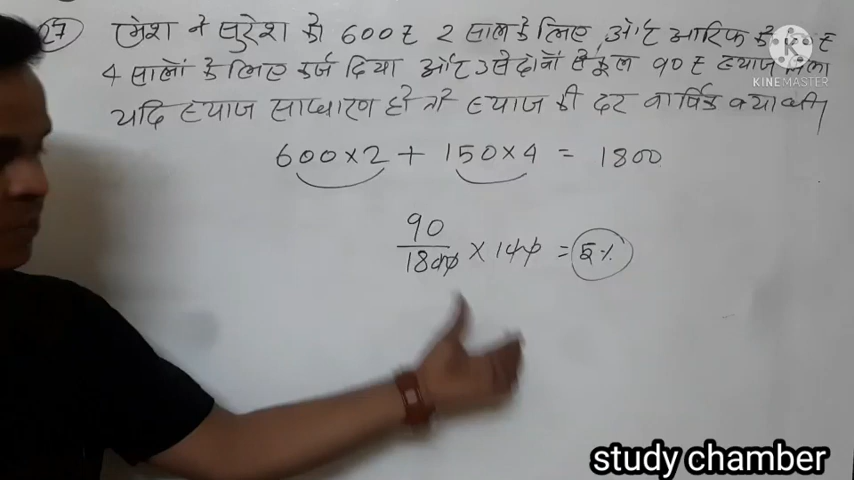 27 रमेश ने सुरेश को 600 ₹ 2 साल के लिए और आरिफ को ₹
KINEMASTER
4 सालों के लिए कर्ज दिया और उसे दोनों से कुल 90 ₹ ब्याज मिला
यदि ब्याज साधारण हो तो ब्याज की दर वार्षिक क्या थी|
600×2 + 150×4 = 1800
90/1800 × 100 = 5%
study chamber